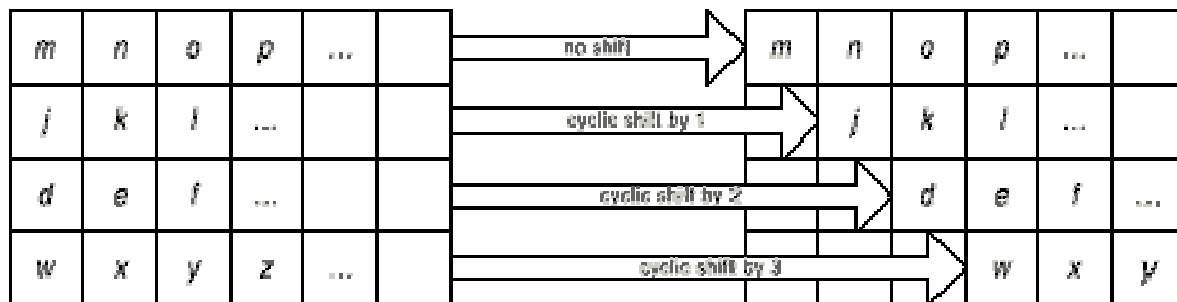 m n o p ... no shift m n o p ...
j k l ... cyclic shift by 1 j k l ...
d e f ... cyclic shift by 2 d e f ...
w x y z ... cyclic shift by 3 w x y